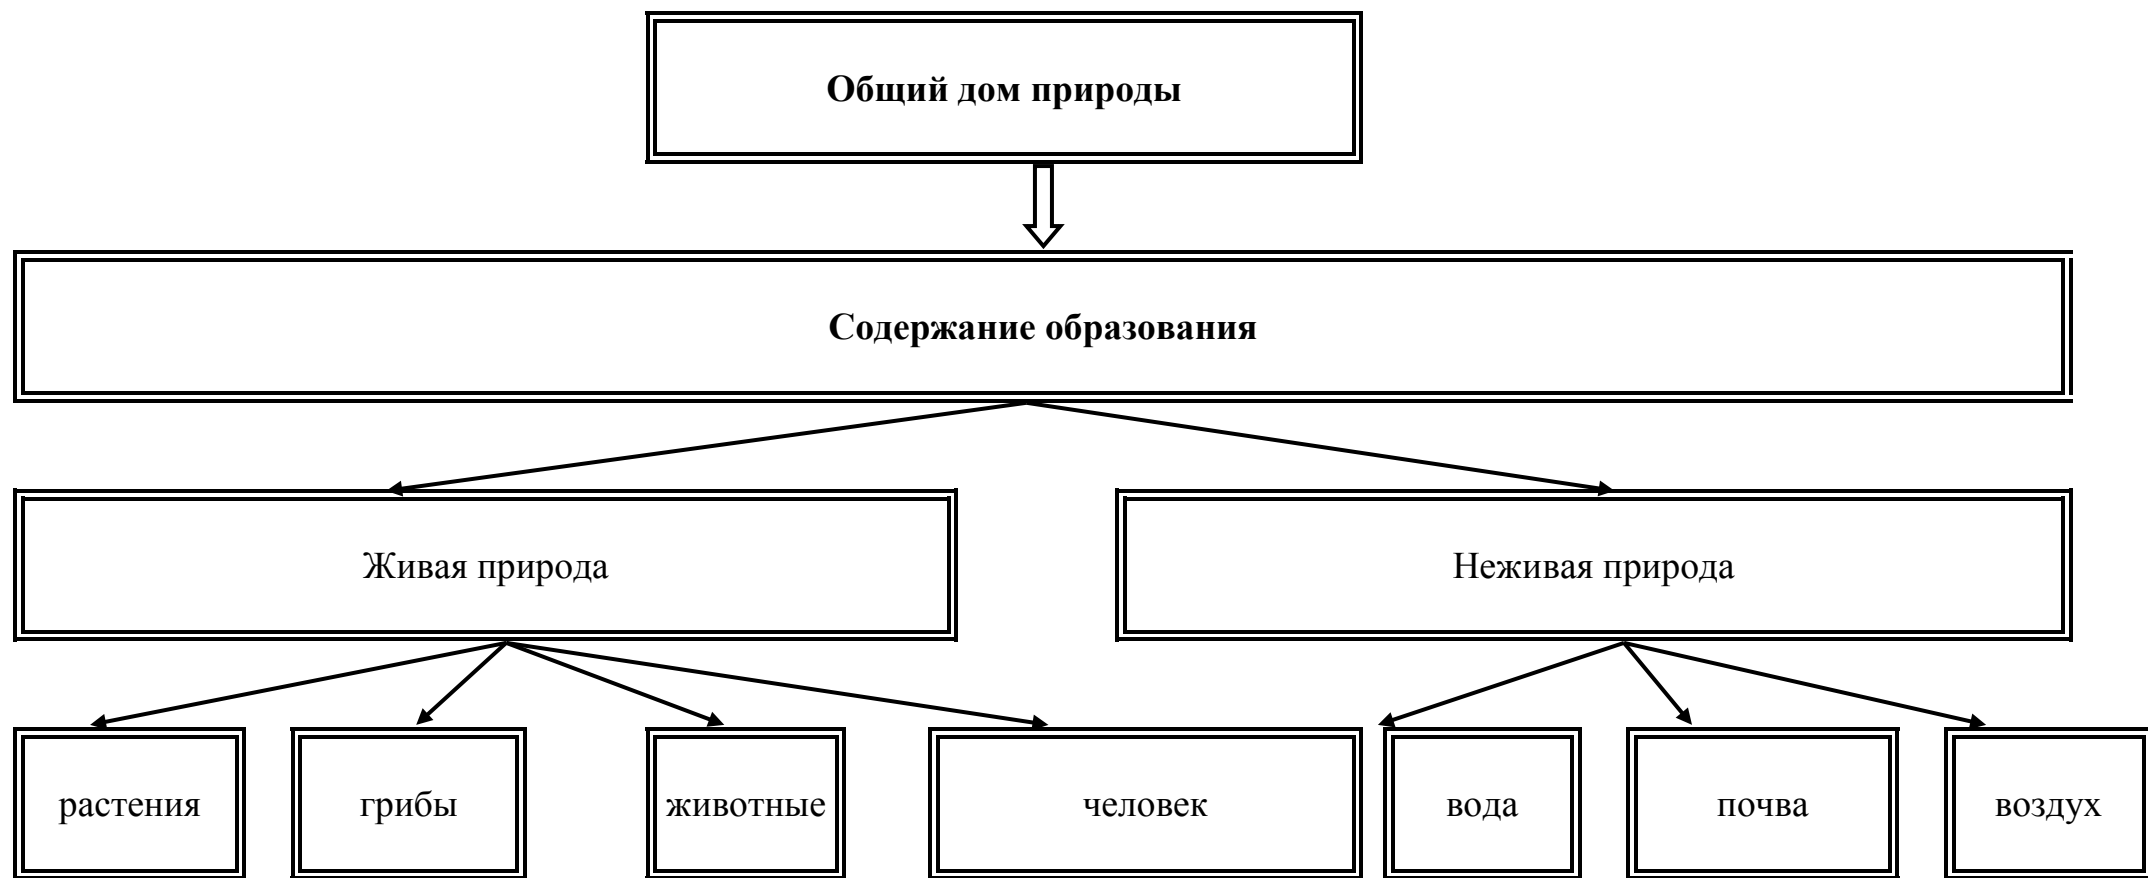 Общий дом природы
Содержание образования
Живая природа
Неживая природа
растения
грибы
животные
человек
вода
почва
воздух